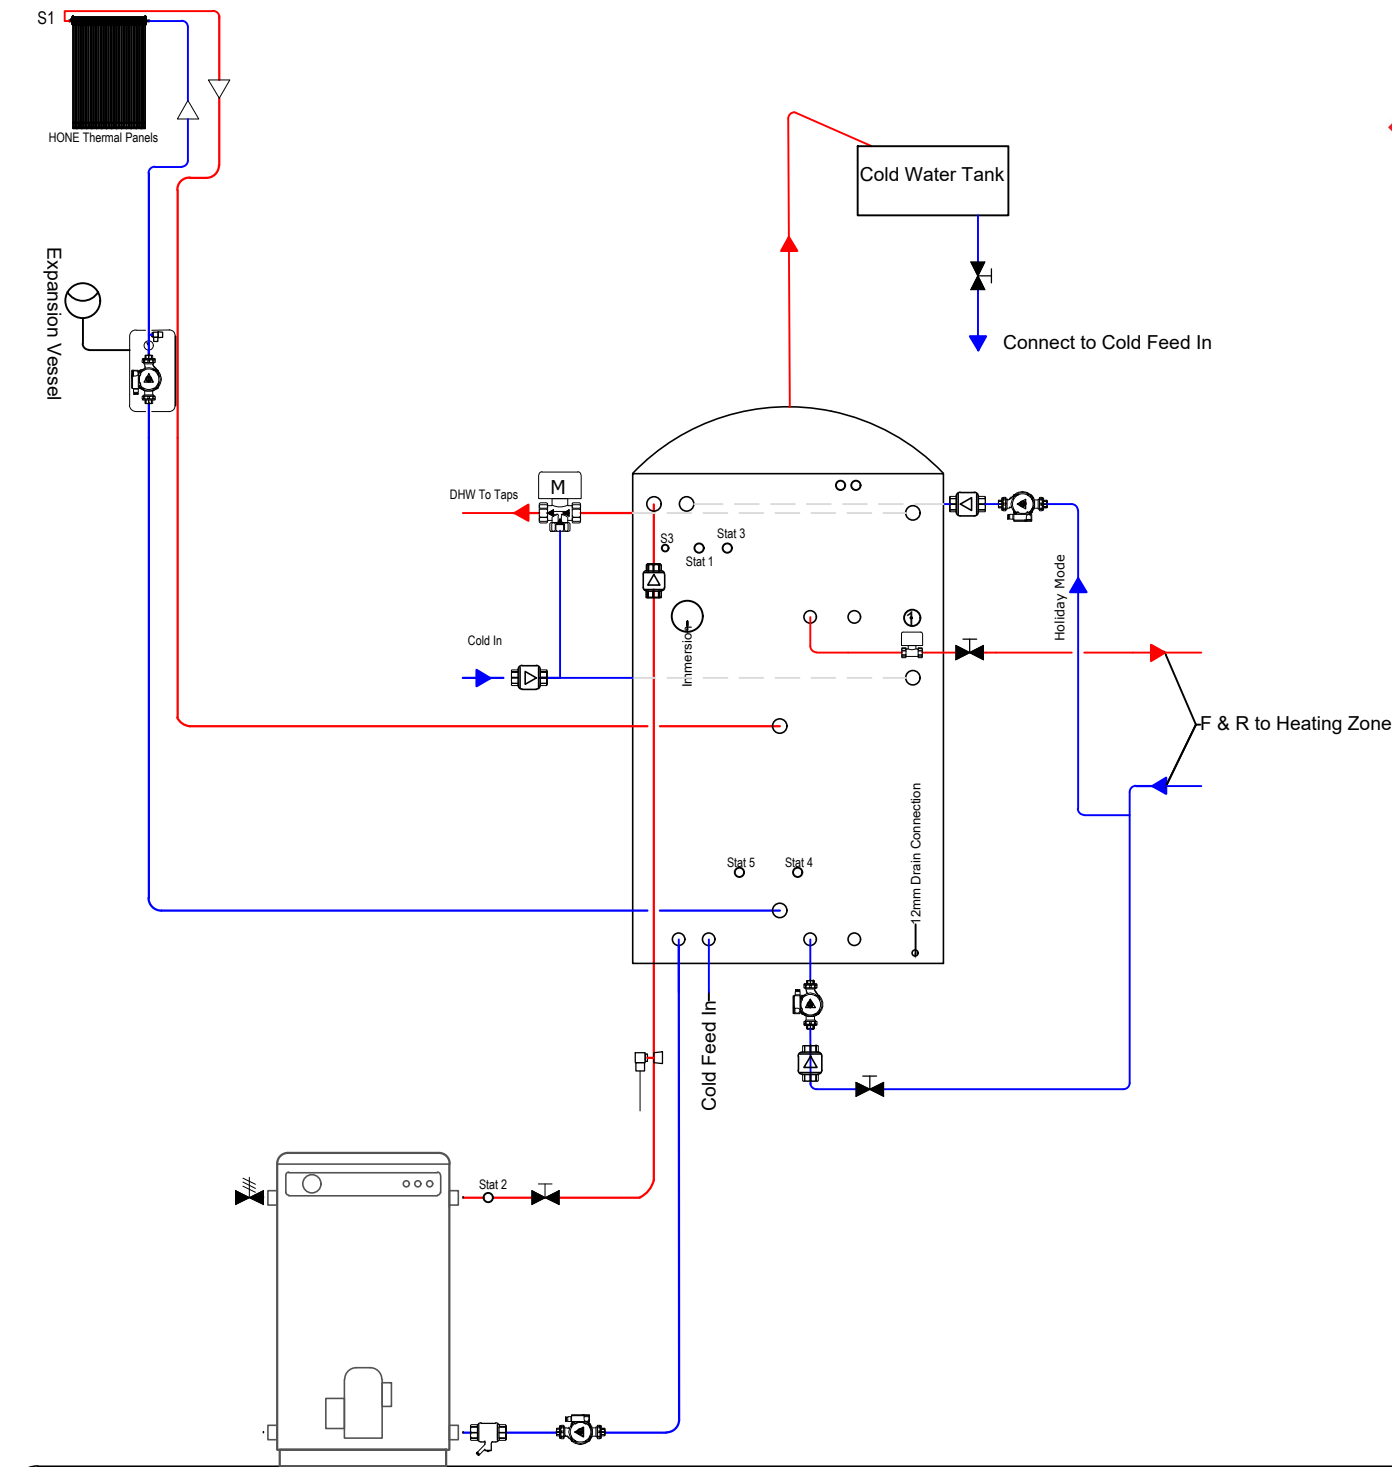 S1
HONE Thermal Panels
Cold Water Tank
Expansion Vessel
Connect to Cold Feed In
DHW To Taps
M
S3
Stat 3
Stat 1
Holiday Mode
Cold In
Immersion
F & R to Heating Zone
12mm Drain Connection
Stat 5
Stat 4
Cold Feed In
Stat 2